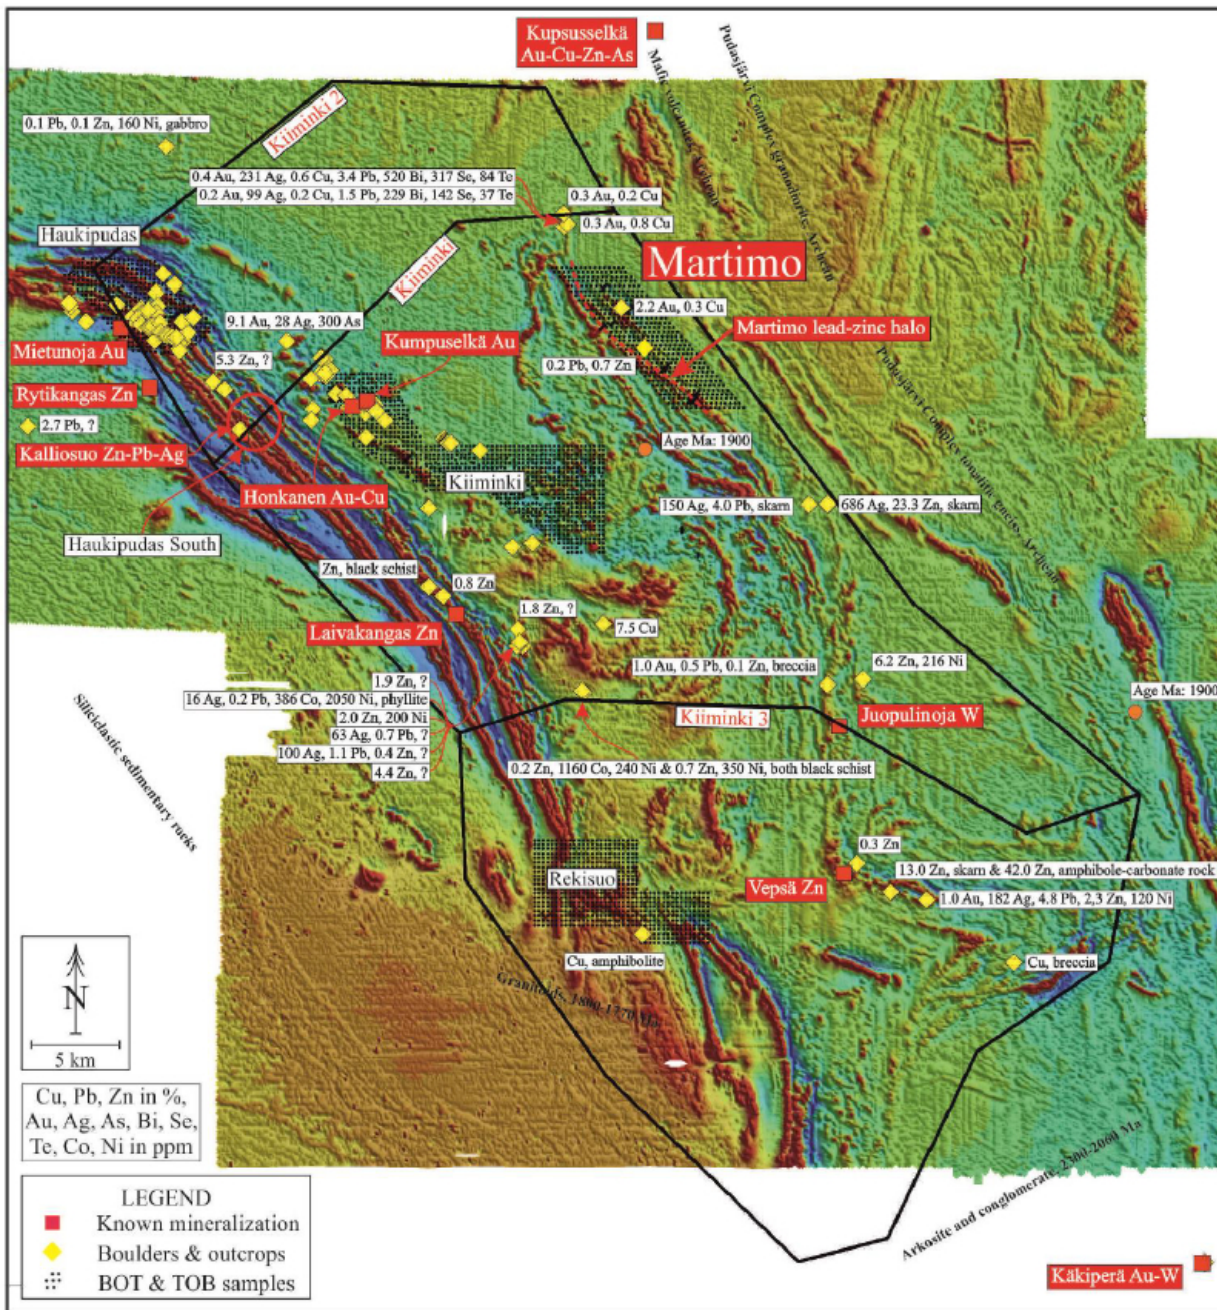 Kupsusselkä
Au-Cu-Zn-As
Mafic volcanites, Archean
Pudasjärvi Complex granodiorite, Archean
0.1 Pb, 0.1 Zn, 160 Ni, gabbro
Kiiminki 2
0.4 Au, 231 Ag, 0.6 Cu, 3.4 Pb, 520 Bi, 317 Se, 84 Te
0.2 Au, 99 Ag, 0.2 Cu, 1.5 Pb, 229 Bi, 142 Se, 37 Te
0.3 Au, 0.2 Cu
0.3 Au, 0.8 Cu
Haukipudas
Kiiminki
Martimo
2.2 Au, 0.3 Cu
9.1 Au, 28 Ag, 300 As
Martimo lead-zinc halo
Mietunoja Au
Kumpuselkä Au
5.3 Zn, ?
0.2 Pb, 0.7 Zn
Rytikangas Zn
Pudasjärvi Complex tonalitic gneiss, Archean
2.7 Pb, ?
Age Ma: 1900
Kalliosuo Zn-Pb-Ag
Honkanen Au-Cu
Kiiminki
150 Ag, 4.0 Pb, skarn
686 Ag, 23.3 Zn, skarn
Haukipudas South
Zn, black schist
0.8 Zn
1.8 Zn, ?
Laivakangas Zn
7.5 Cu
1.0 Au, 0.5 Pb, 0.1 Zn, breccia
6.2 Zn, 216 Ni
1.9 Zn, ?
16 Ag, 0.2 Pb, 386 Co, 2050 Ni, phyllite
Age Ma: 1900
2.0 Zn, 200 Ni
Kiiminki 3
Juopulinoja W
63 Ag, 0.7 Pb, ?
100 Ag, 1.1 Pb, 0.4 Zn, ?
4.4 Zn, ?
0.2 Zn, 1160 Co, 240 Ni & 0.7 Zn, 350 Ni, both black schist
Siliciclastic sedimentary rocks
0.3 Zn
Rekisuo
Vepsä Zn
13.0 Zn, skarn & 42.0 Zn, amphibole-carbonate rock
1.0 Au, 182 Ag, 4.8 Pb, 2,3 Zn, 120 Ni
Cu, amphibolite
Cu, breccia
Granitoids, 1800-1770 Ma
N
5 km
Cu, Pb, Zn in %,
Au, Ag, As, Bi, Se,
Te, Co, Ni in ppm
Arkosite and conglomerate, 2300-2060 Ma
LEGEND
Known mineralization
Boulders & outcrops
BOT & TOB samples
Käkiperä Au-W